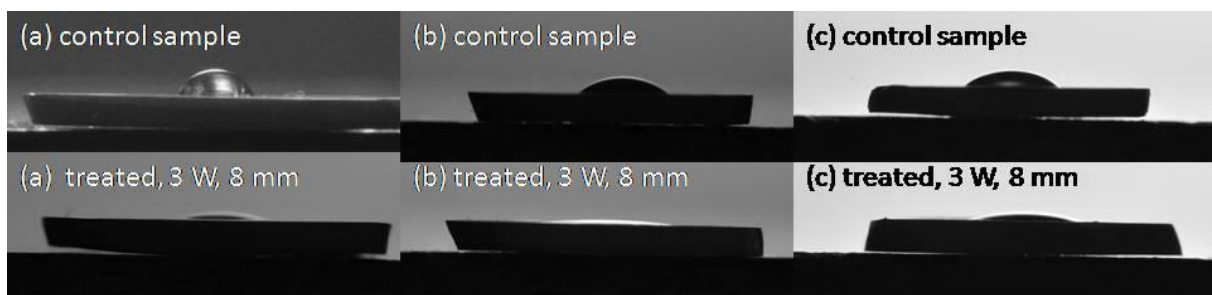 (a) control sample
(b) control sample
(c) control sample
(a) treated, 3 W, 8 mm
(b) treated, 3 W, 8 mm
(c) treated, 3 W, 8 mm